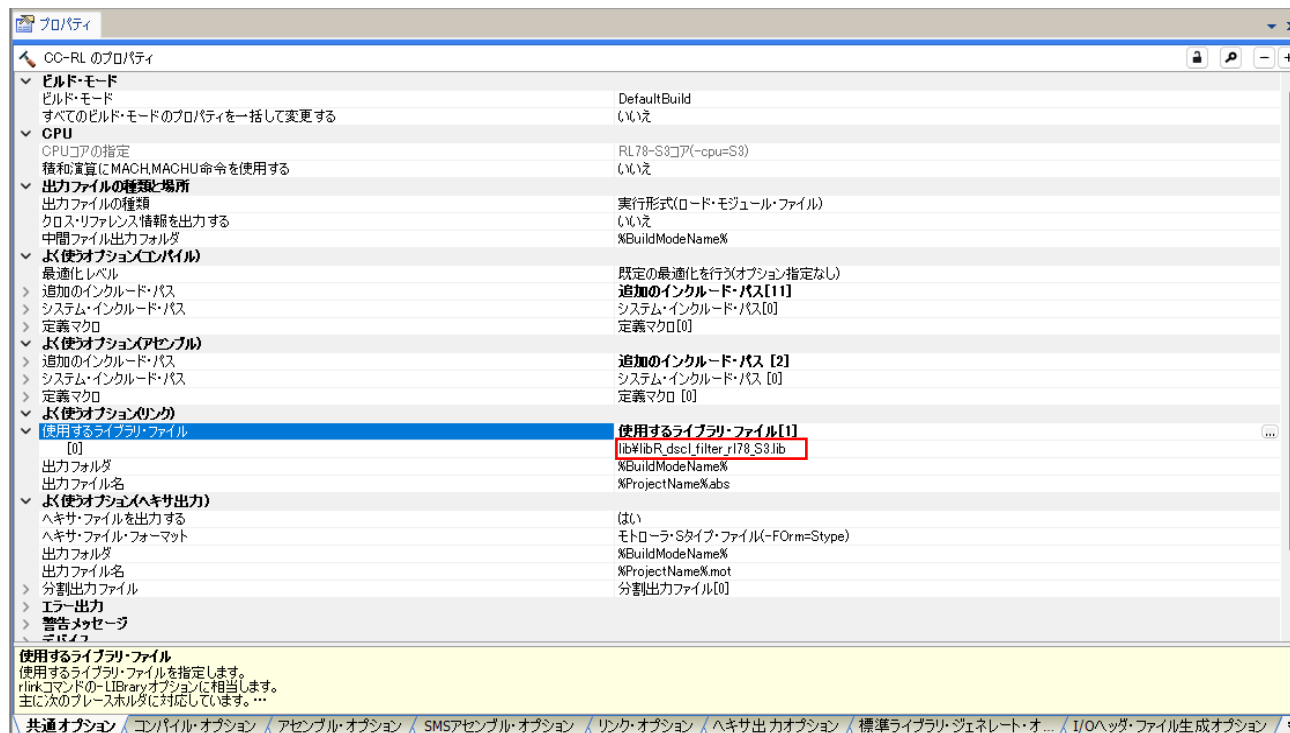 プロパティ
CC-RL のプロパティ
ビルド・モード
ビルド・モード DefaultBuild
すべてのビルド・モードのプロパティを一括して変更する いいえ
CPU
CPUコアの指定 RL78-S3コア(-cpu=S3)
積和演算にMACH,MACHU命令を使用する いいえ
出力ファイルの種類と場所
出力ファイルの種類 実行形式(ロード・モジュール・ファイル)
クロス・リファレンス情報を出力する いいえ
中間ファイル出力フォルダ %BuildModeName%
よく使うオプション(コンパイル)
最適化レベル 既定の最適化を行う(オプション指定なし)
追加のインクルード・パス 追加のインクルード・パス[11]
システム・インクルード・パス システム・インクルード・パス[0]
定義マクロ 定義マクロ[0]
よく使うオプション(アセンブル)
追加のインクルード・パス 追加のインクルード・パス [2]
システム・インクルード・パス システム・インクルード・パス [0]
定義マクロ 定義マクロ [0]
よく使うオプション(リンク)
使用するライブラリ・ファイル 使用するライブラリ・ファイル[1] ...
[0] lib¥libR_dscl_filter_rl78_S3.lib
出力フォルダ %BuildModeName%
出力ファイル名 %ProjectName%.abs
よく使うオプション(ヘキサ出力)
ヘキサ・ファイルを出力する はい
ヘキサ・ファイル・フォーマット モトローラ・Sタイプ・ファイル(-FOrm=Stype)
出力フォルダ %BuildModeName%
出力ファイル名 %ProjectName%.mot
分割出力ファイル 分割出力ファイル[0]
エラー出力
警告メッセージ
デバイス
使用するライブラリ・ファイル
使用するライブラリ・ファイルを指定します。
rlinkコマンドの-LIBraryオプションに相当します。
主に次のプレースホルダに対応しています。…
共通オプション コンパイル・オプション アセンブル・オプション SMSアセンブル・オプション リンク・オプション ヘキサ出力オプション 標準ライブラリ・ジェネレート・オ... I/Oヘッダ・ファイル生成オプション